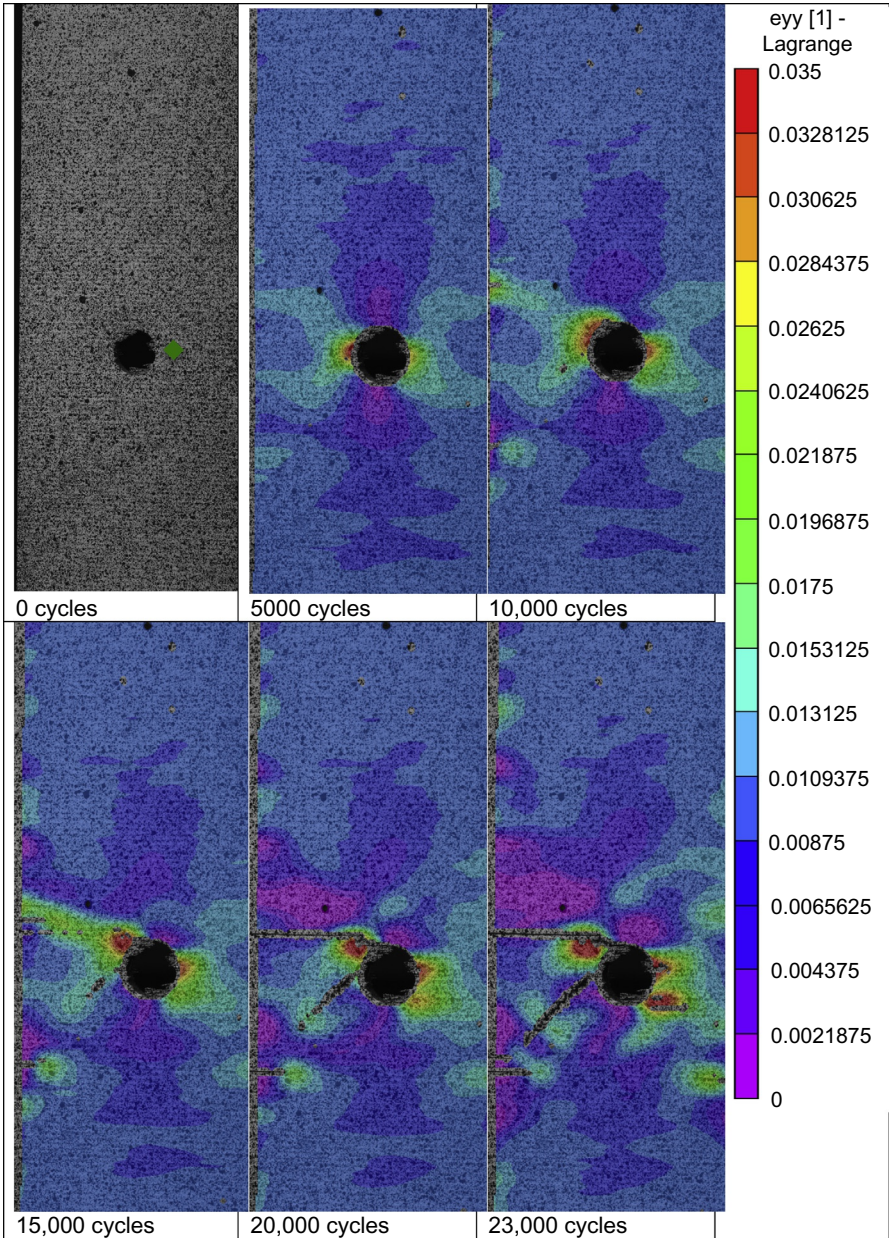 eyy [1] -
Lagrange
0.035
0.0328125
0.030625
0.0284375
0.02625
0.0240625
0.021875
0.0196875
0.0175
0.0153125
0.013125
0.0109375
0.00875
0.0065625
0.004375
0.0021875
0
0 cycles
5000 cycles
10,000 cycles
15,000 cycles
20,000 cycles
23,000 cycles